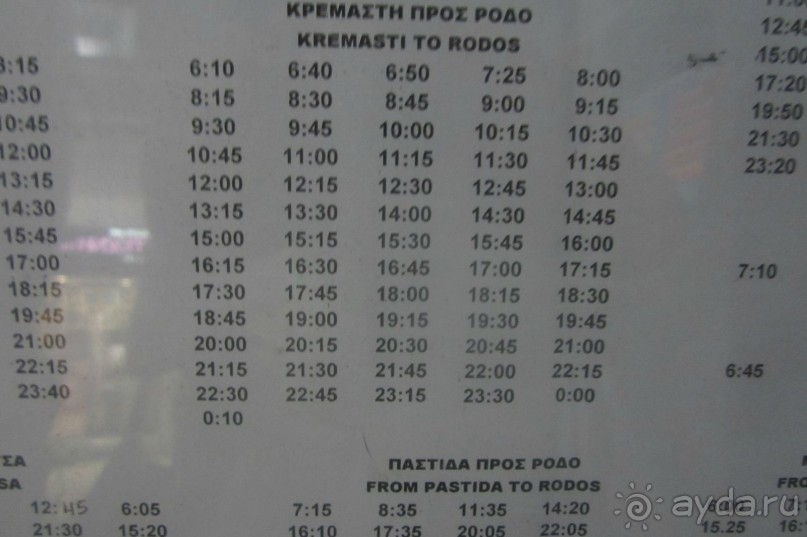 ΚΡΕΜΑΣΤΗ ΠΡΟΣ ΡΟΔΟ
KREMASTI TO RODOS
12:45
:15 6:10 6:40 6:50 7:25 8:00 15:00
9:30 8:15 8:30 8:45 9:00 9:15 17:20
10:45 9:30 9:45 10:00 10:15 10:30 19:50
12:00 10:45 11:00 11:15 11:30 11:45 21:30
13:15 12:00 12:15 12:30 12:45 13:00 23:20
14:30 13:15 13:30 14:00 14:30 14:45
15:45 15:00 15:15 15:30 15:45 16:00
17:00 16:15 16:30 16:45 17:00 17:15 7:10
18:15 17:30 17:45 18:00 18:15 18:30
19:45 18:45 19:00 19:15 19:30 19:45
21:00 20:00 20:15 20:30 20:45 21:00
22:15 21:15 21:30 21:45 22:00 22:15 6:45
23:40 22:30 22:45 23:15 23:30 0:00
0:10
ΣΑ ΠΑΣΤΙΔΑ ΠΡΟΣ ΡΟΔΟ
SA FROM PASTIDA TO RODOS FRO
12:45 6:05 7:15 8:35 11:35 14:20
21:30 15:20 16:10 17:35 20:05 22:05 15.25
ayda.ru